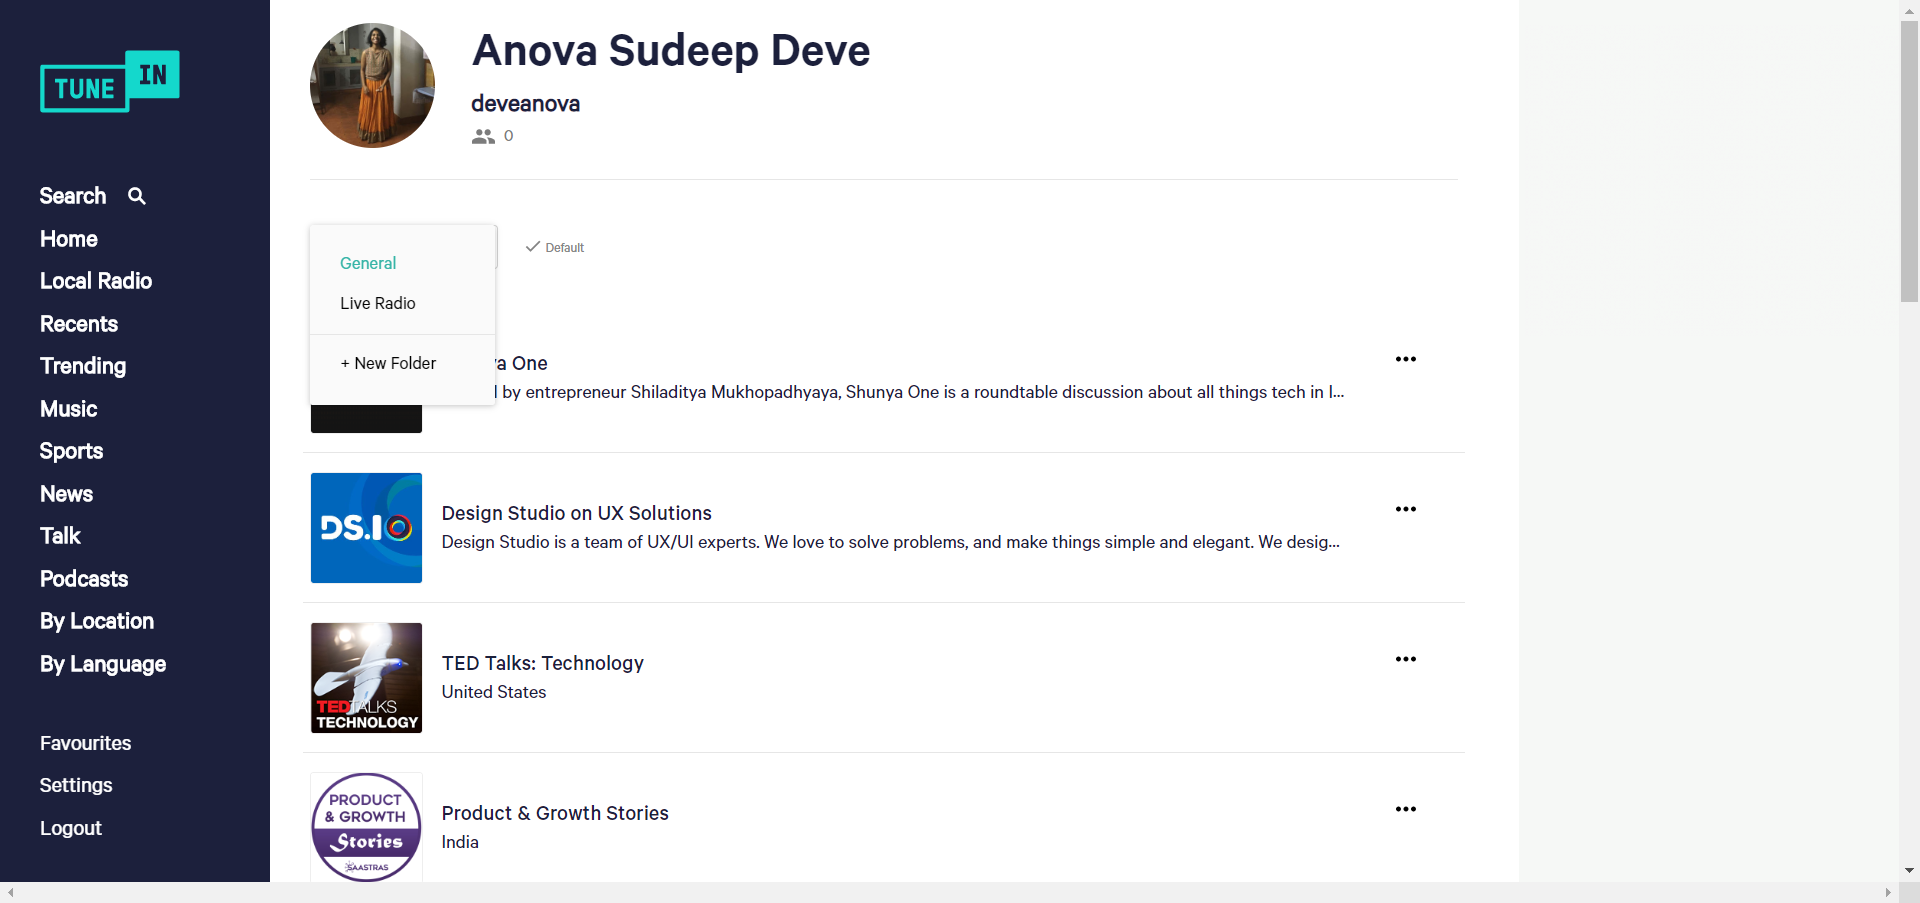 TUNE IN
Search
Home
Local Radio
Recents
Trending
Music
Sports
News
Talk
Podcasts
By Location
By Language
Favourites
Settings
Logout
Anova Sudeep Deve
deveanova
0
General
Live Radio
+ New Folder
Default
One
by entrepreneur Shiladitya Mukhopadhyaya, Shunya One is a roundtable discussion about all things tech in I...
DS.IO
Design Studio on UX Solutions
Design Studio is a team of UX/UI experts. We love to solve problems, and make things simple and elegant. We desig...
TEDTALKS
TECHNOLOGY
TED Talks: Technology
United States
PRODUCT
& GROWTH
Stories
SAASTRAS
Product & Growth Stories
India